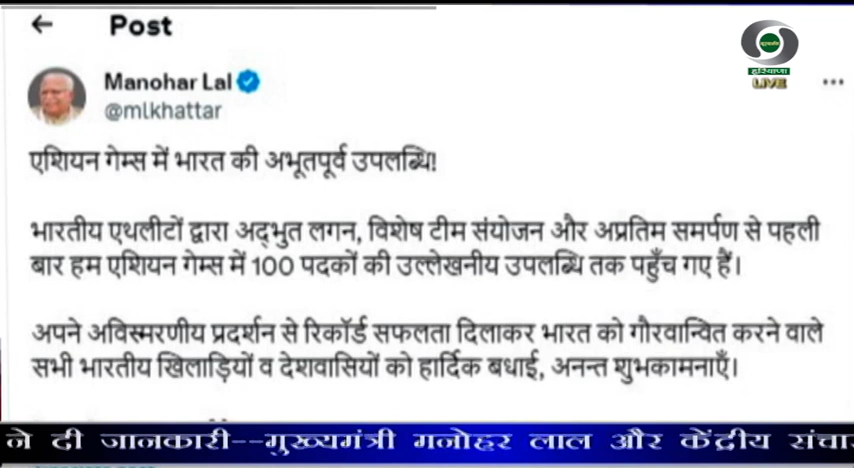 Post
Manohar Lal
@mlkhattar
हरियाणा
LIVE
एशियन गेम्स में भारत की अभूतपूर्व उपलब्धि!
भारतीय एथलीटों द्वारा अद्भुत लगन, विशेष टीम संयोजन और अप्रतिम समर्पण से पहली
बार हम एशियन गेम्स में 100 पदकों की उल्लेखनीय उपलब्धि तक पहुँच गए हैं।
अपने अविस्मरणीय प्रदर्शन से रिकॉर्ड सफलता दिलाकर भारत को गौरवान्वित करने वाले
सभी भारतीय खिलाड़ियों व देशवासियों को हार्दिक बधाई, अनन्त शुभकामनाएँ।
ने दी जानकारी--मुख्यमंत्री मनोहर लाल और केंद्रीय संचा